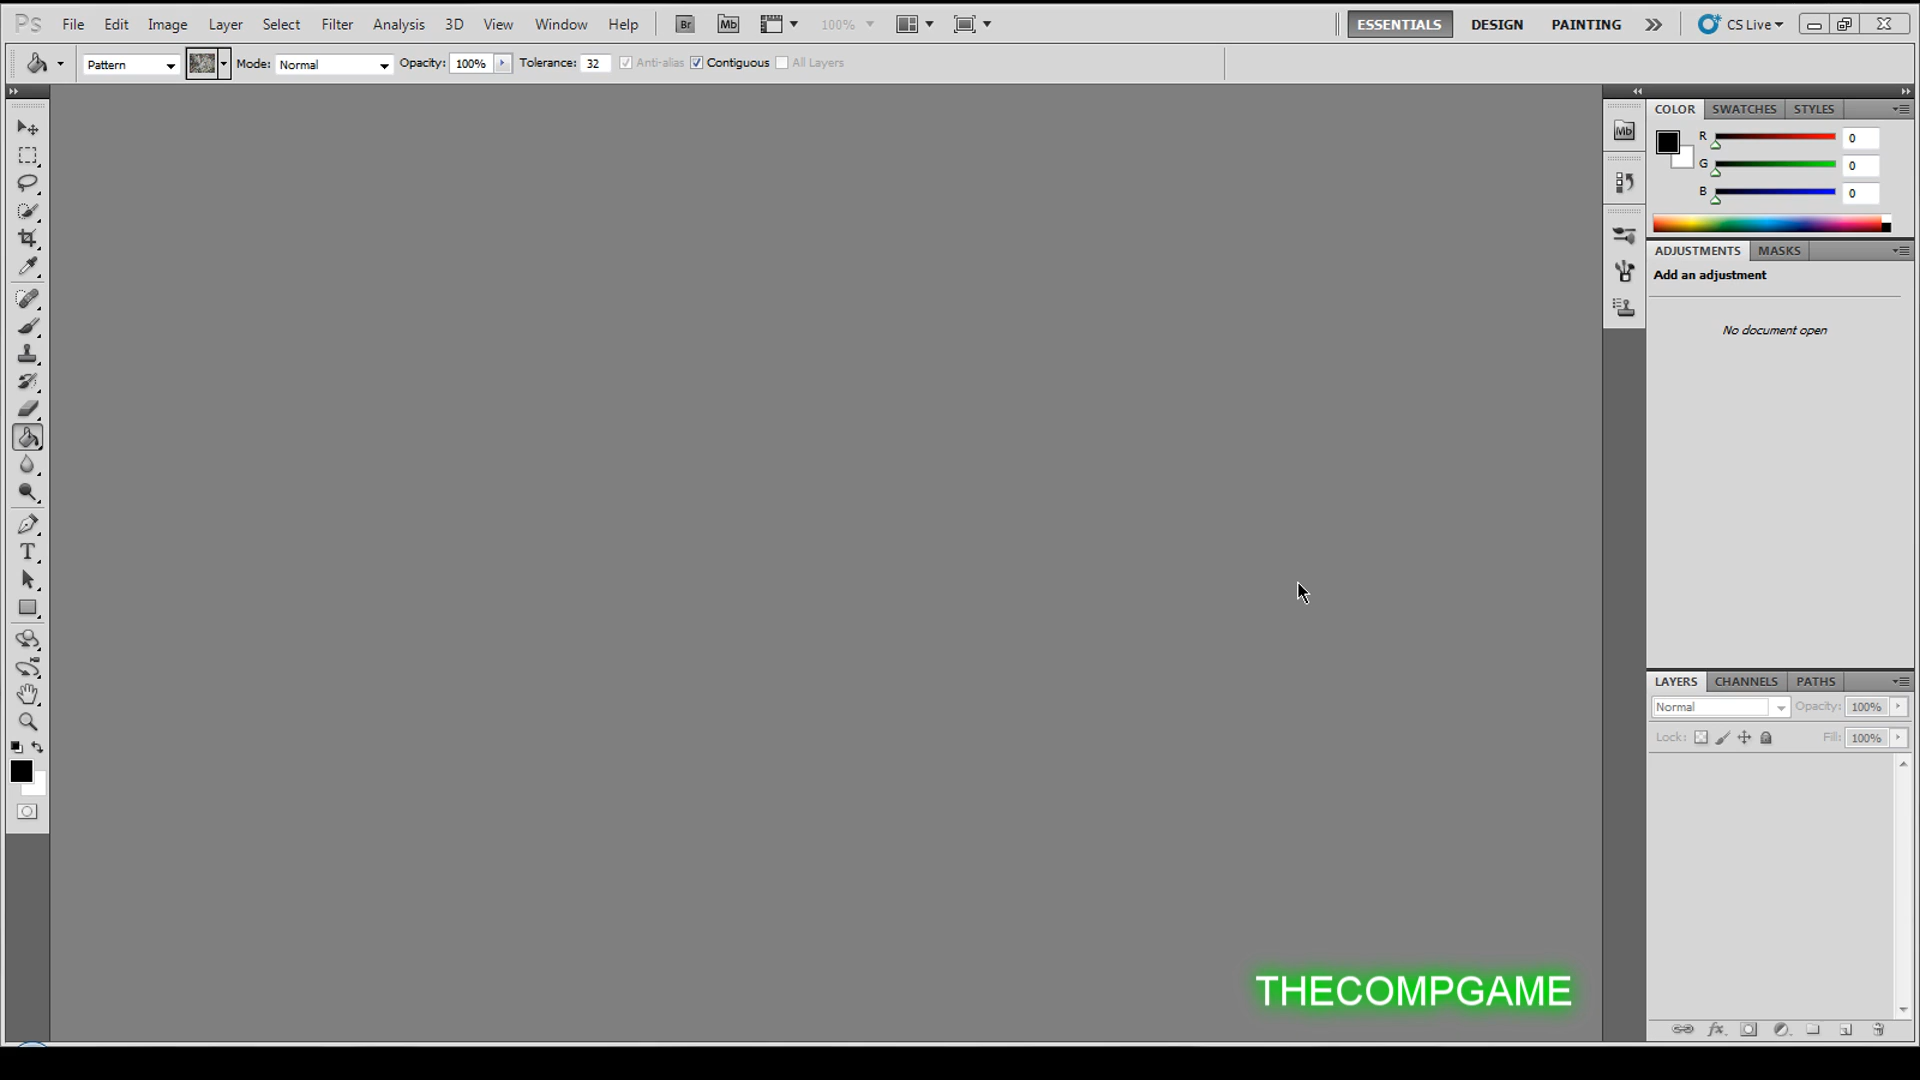 Ps File Edit Image Layer Select Filter Analysis 3D View Window Help Br Mb 100% ESSENTIALS DESIGN PAINTING CS Live
Pattern Mode: Normal Opacity: 100% Tolerance: 32 Anti-alias Contiguous All Layers
COLOR SWATCHES STYLES
Mb
R 0
G 0
B 0
ADJUSTMENTS MASKS
Add an adjustment
No document open
T
LAYERS CHANNELS PATHS
Normal Opacity: 100%
Lock: Fill: 100%
THECOMPGAME
fx